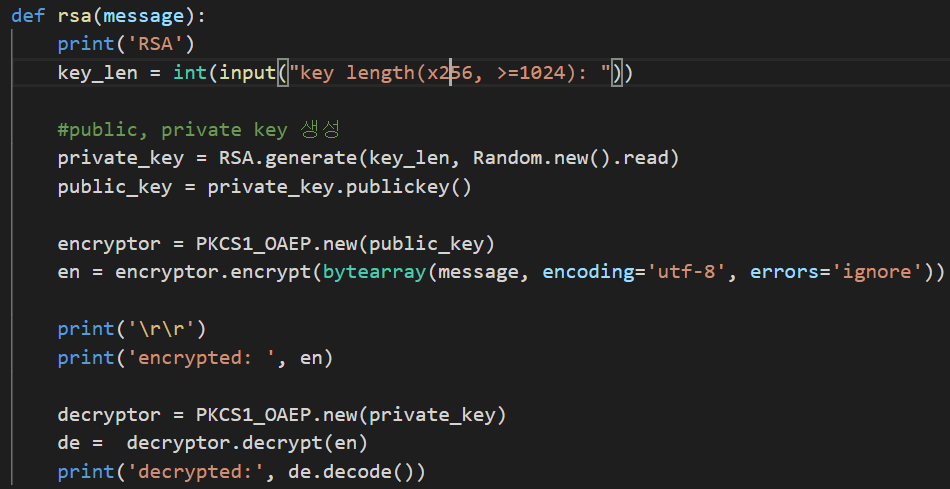 def rsa(message):
    print('RSA')
    key_len = int(input("key length(x256, >=1024): "))
    #public, private key 생성
    private_key = RSA.generate(key_len, Random.new().read)
    public_key = private_key.publickey()
    encryptor = PKCS1_OAEP.new(public_key)
    en = encryptor.encrypt(bytearray(message, encoding='utf-8', errors='ignore'))
    print('\r\r')
    print('encrypted: ', en)
    decryptor = PKCS1_OAEP.new(private_key)
    de =  decryptor.decrypt(en)
    print('decrypted:', de.decode())